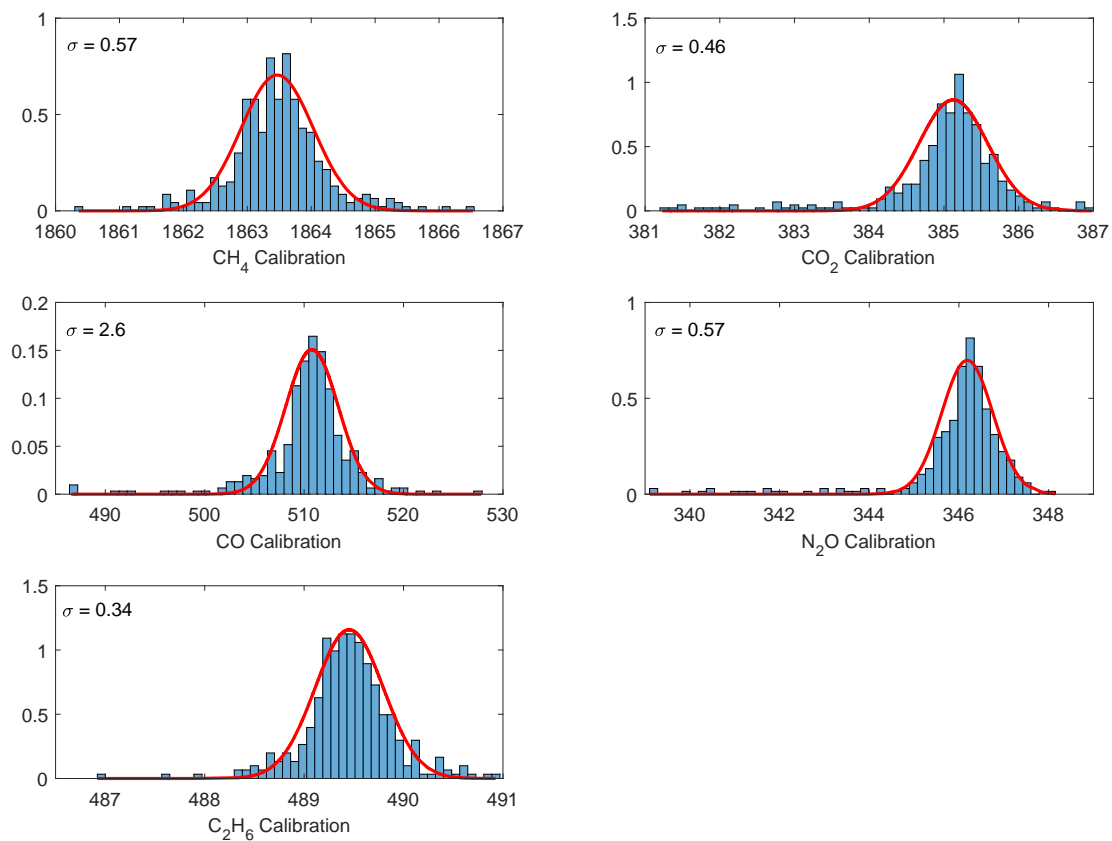 1
0.5
0
σ = 0.57
1860 1861 1862 1863 1864 1865 1866 1867
CH4 Calibration
1.5
1
0.5
0
σ = 0.46
381 382 383 384 385 386 387
CO2 Calibration
0.2
0.15
0.1
0.05
0
σ = 2.6
490 500 510 520 530
CO Calibration
1
0.5
0
σ = 0.57
340 342 344 346 348
N2O Calibration
1.5
1
0.5
0
σ = 0.34
487 488 489 490 491
C2H6 Calibration